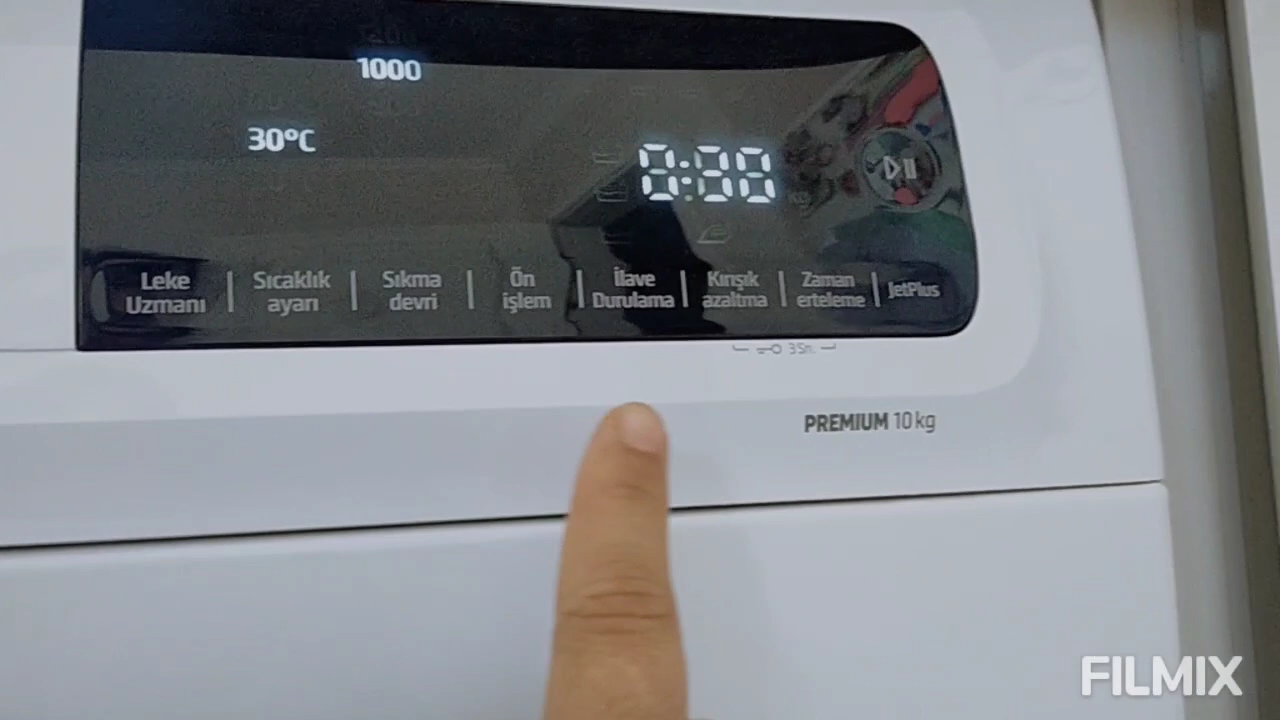 1000
30°C
Leke Uzmanı
Sıcaklık ayarı
Sıkma devri
Ön işlem
İlave Durulama
Kırışık azaltma
Zaman erteleme
JetPlus
3sn.
PREMIUM 10 kg
FILMIX